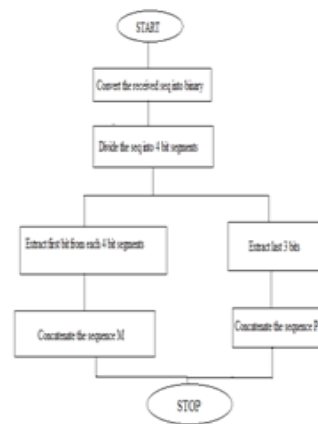 START
Convert the received seq into binary
Divide the seq into 4 bit segments
Extract first bit from each 4 bit segments
Extract last 3 bits
Concatenate the sequence M
Concatenate the sequence P
STOP